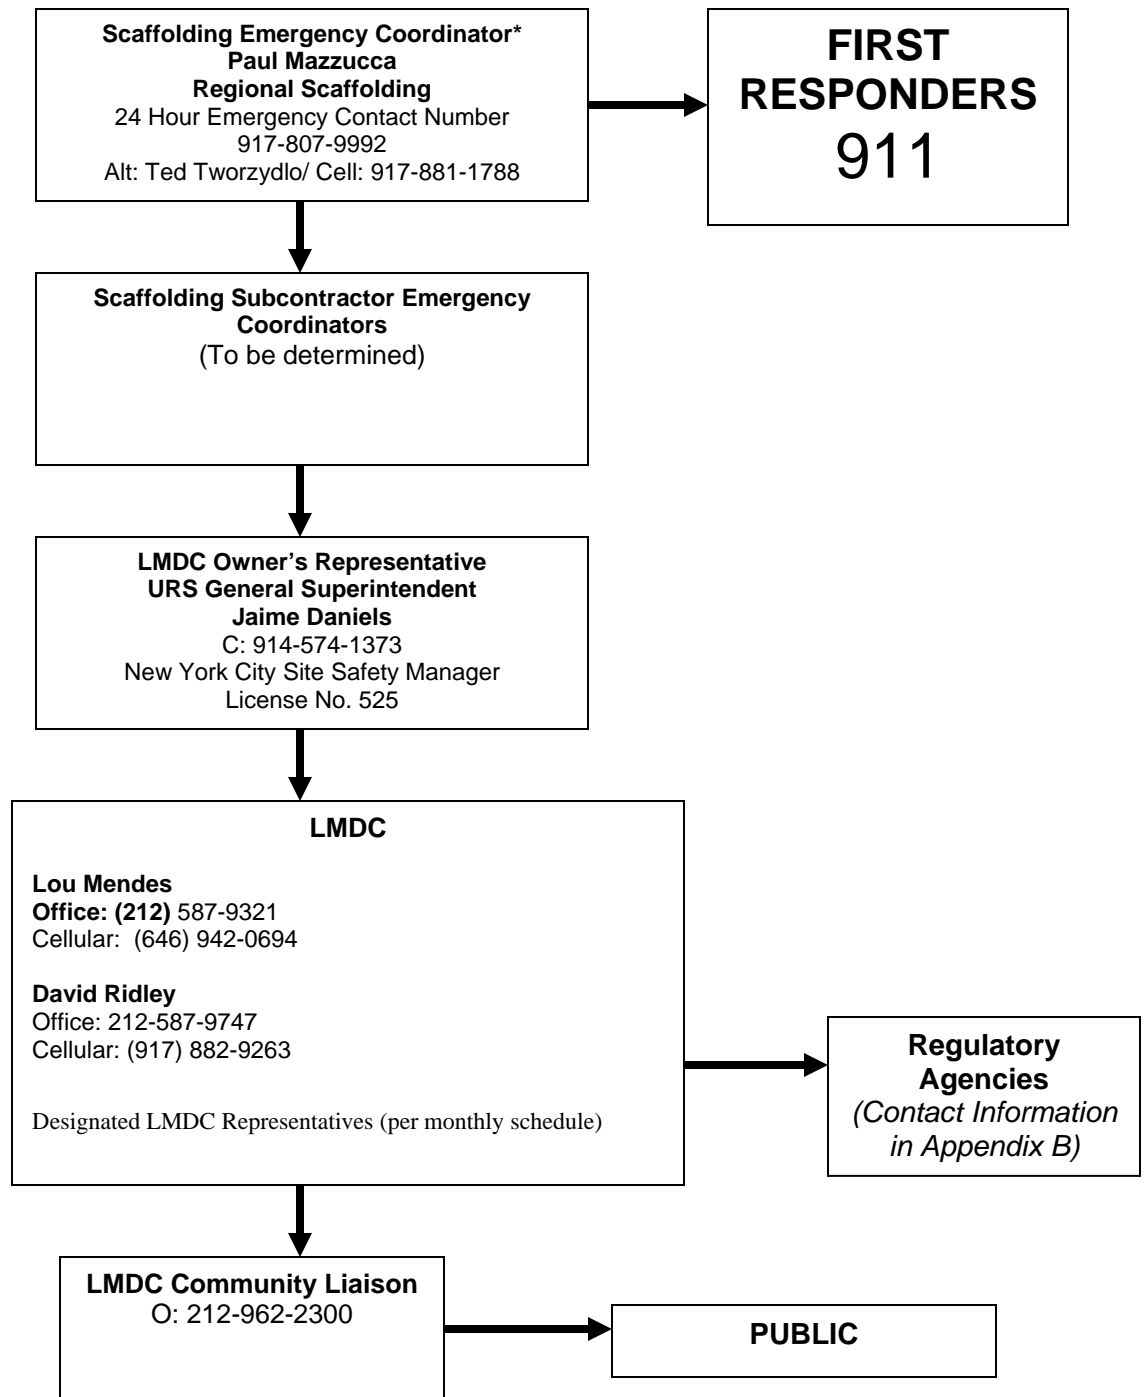 Scaffolding Emergency Coordinator*
Paul Mazzucca
Regional Scaffolding
24 Hour Emergency Contact Number
917-807-9992
Alt: Ted Tworzydlo/ Cell: 917-881-1788
FIRST
RESPONDERS
911
Scaffolding Subcontractor Emergency
Coordinators
(To be determined)
LMDC Owner’s Representative
URS General Superintendent
Jaime Daniels
C: 914-574-1373
New York City Site Safety Manager
License No. 525
LMDC
Lou Mendes
Office: (212) 587-9321
Cellular:  (646) 942-0694
David Ridley
Office: 212-587-9747
Cellular: (917) 882-9263
Designated LMDC Representatives (per monthly schedule)
Regulatory
Agencies
(Contact Information
in Appendix B)
LMDC Community Liaison
O: 212-962-2300
PUBLIC